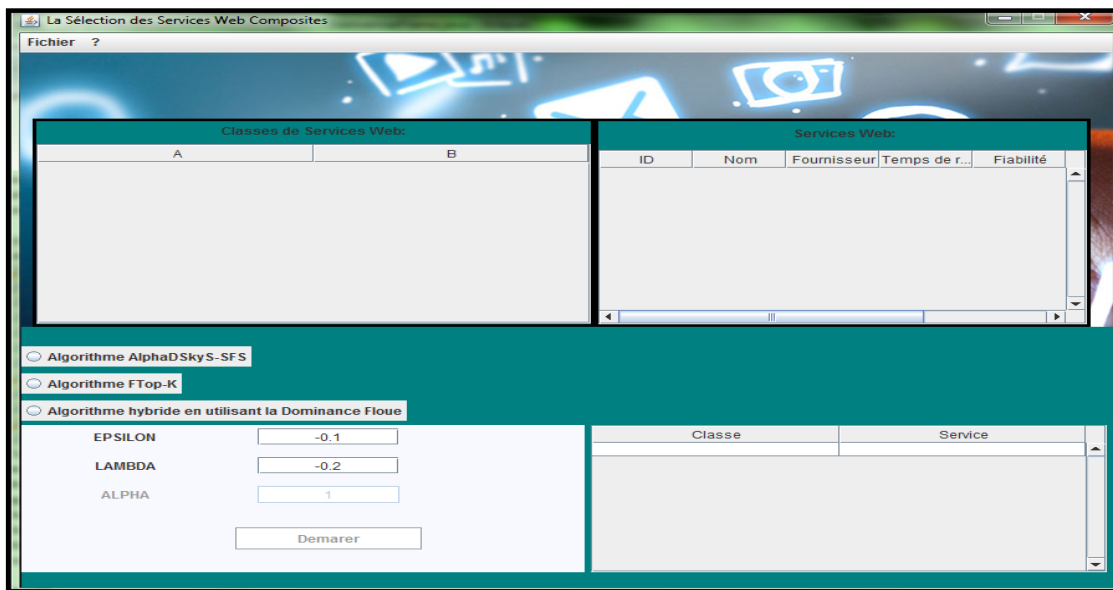 La Sélection des Services Web Composites
Fichier ?
Classes de Services Web:
A B
Services Web:
ID Nom Fournisseur Temps de r... Fiabilité
Algorithme AlphaDSkyS-SFS
Algorithme FTop-K
Algorithme hybride en utilisant la Dominance Floue
EPSILON -0.1
LAMBDA -0.2
ALPHA 1
Demarer
Classe Service